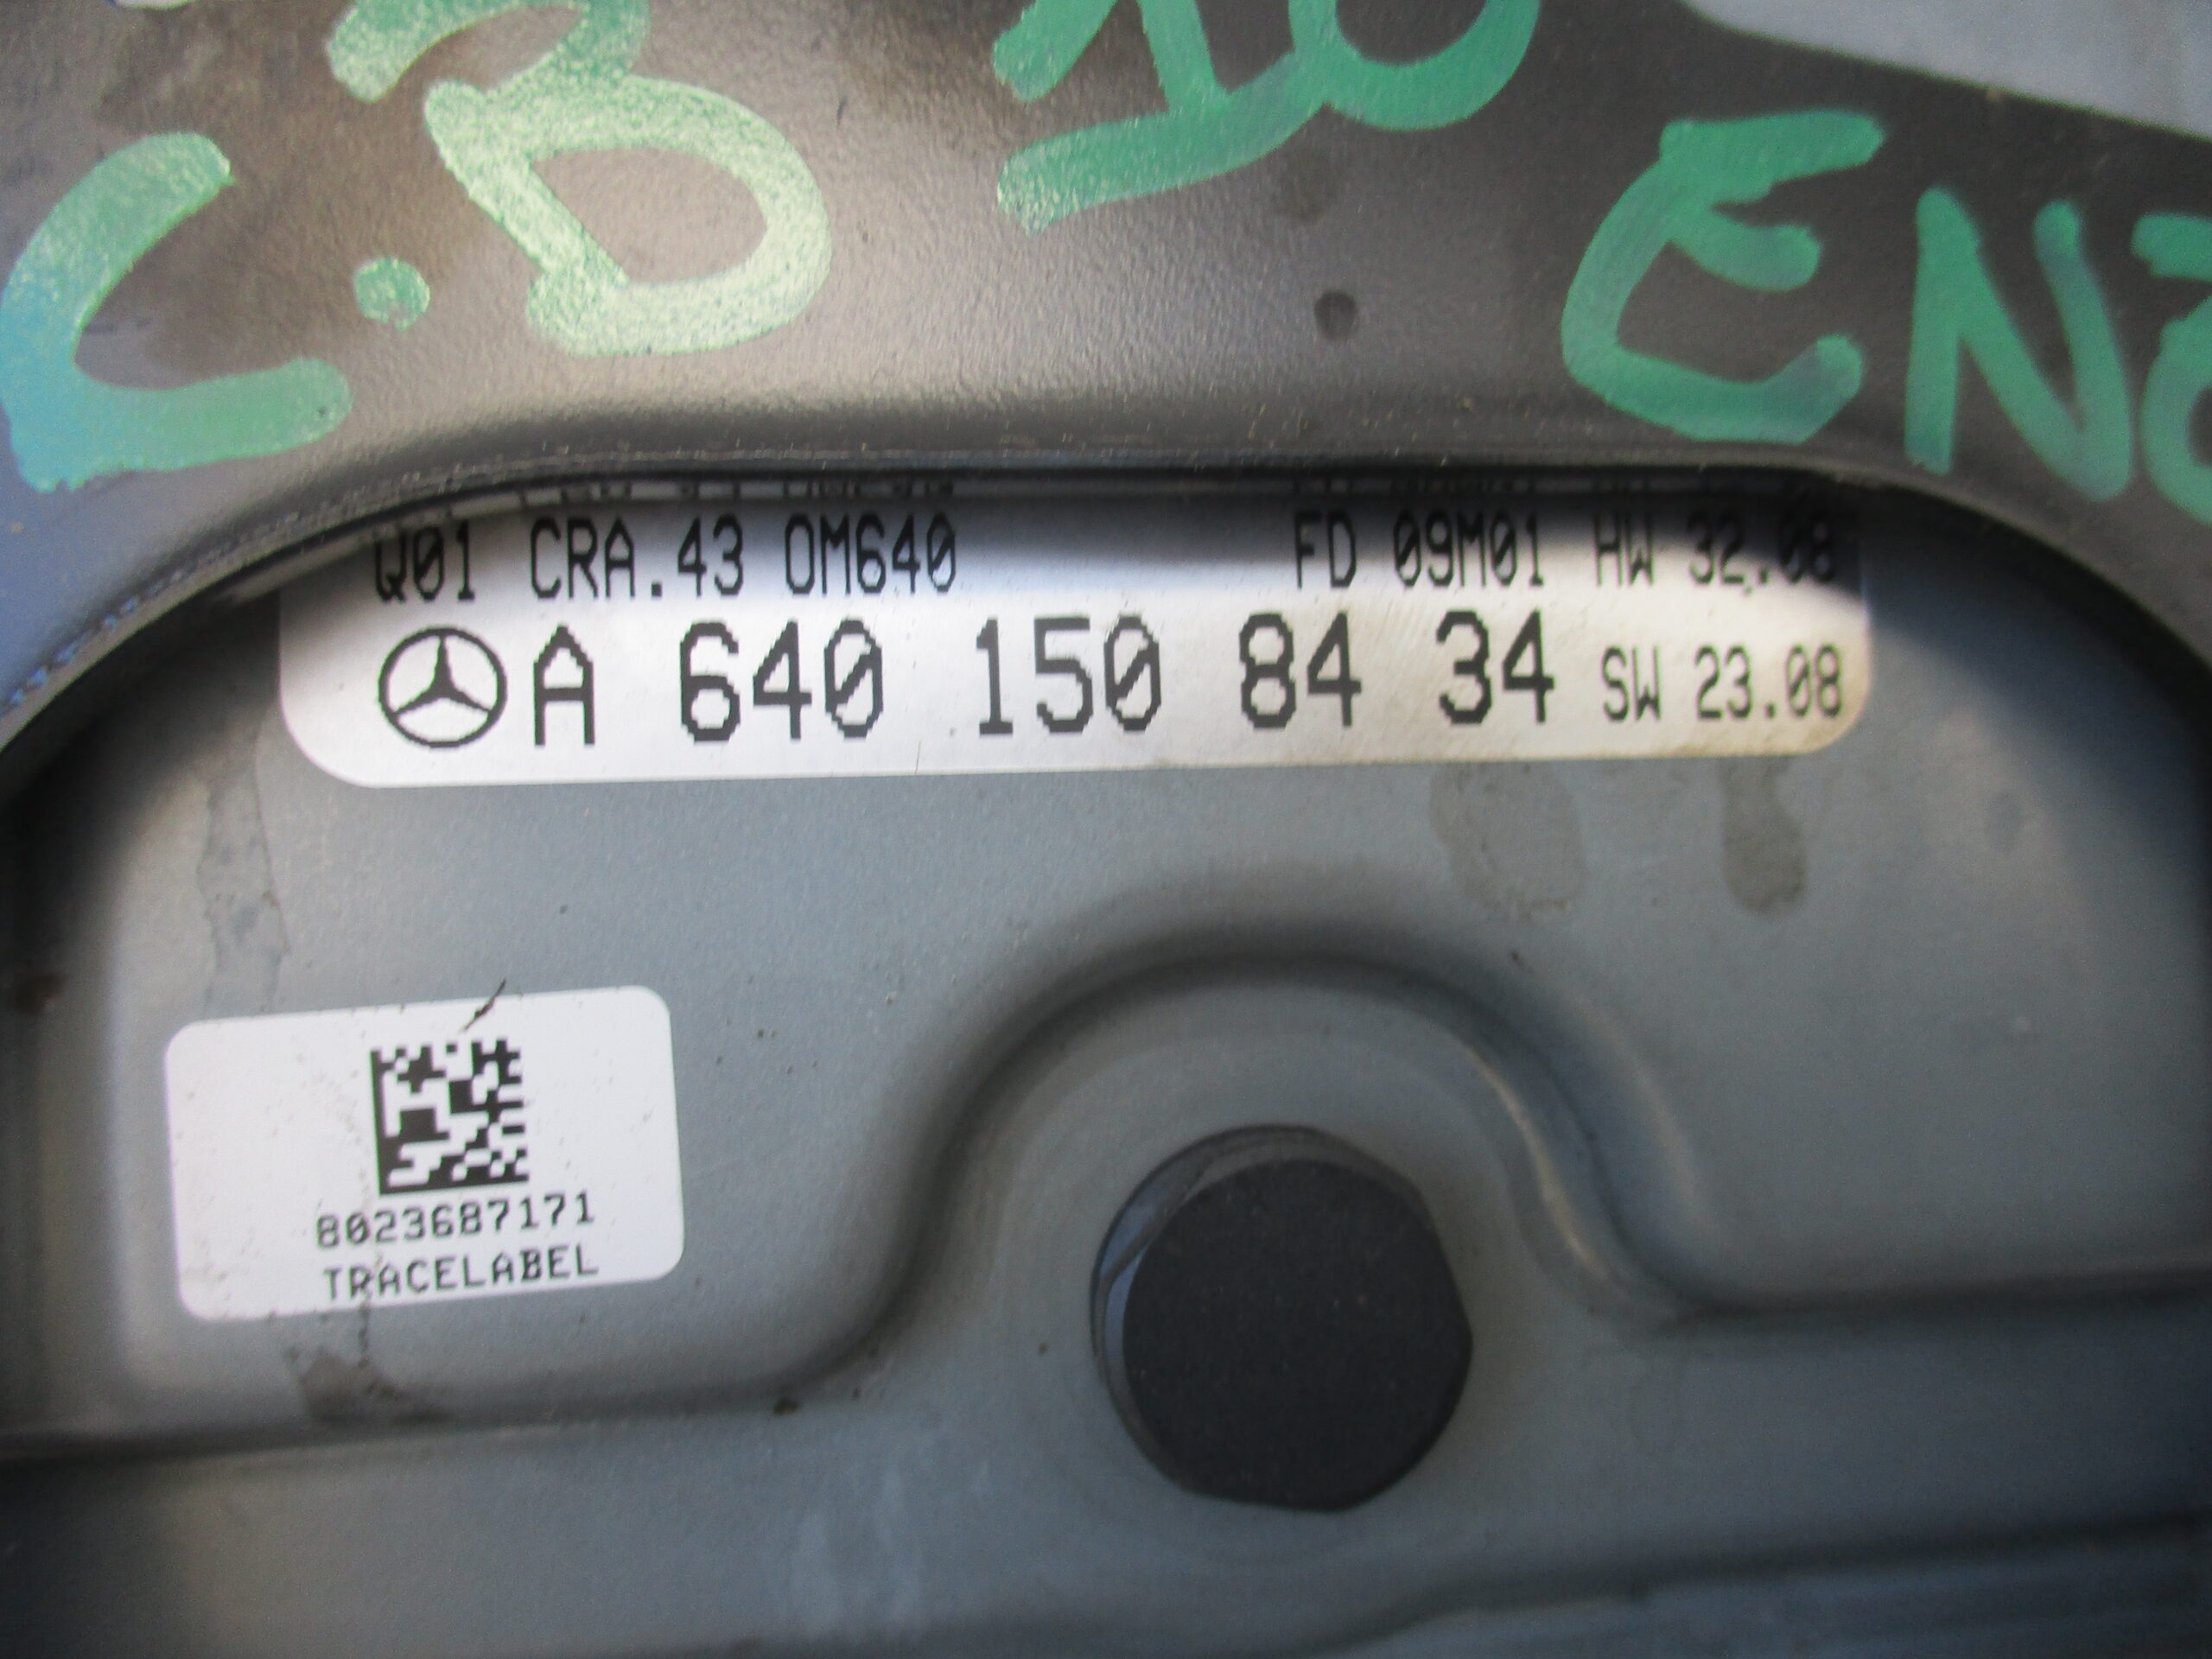 C.B 10 EN
Q01 CRA.43 OM640 FD 09M01 HW 32.08
A 640 150 84 34 SW 23.08
8023687171
TRACELABEL